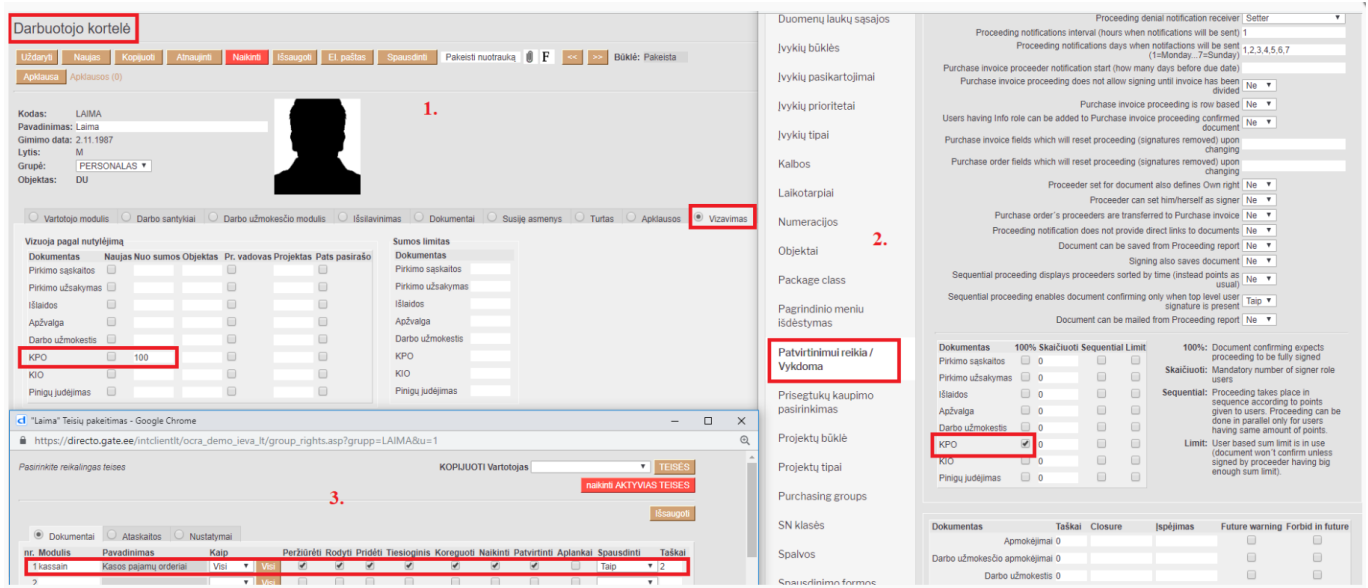 Darbuotojo kortelė
Uždaryti Naujas Kopijuoti Atnaujinti Naikinti Išsaugoti El. paštas Spausdinti Pakeisti nuotrauką F << >> Būklė: Pakeista
Apklausa Apklausos (0)
1.
Kodas: LAIMA
Pavadinimas: Laima
Gimimo data: 2.11.1987
Lytis: M
Grupė: PERSONALAS
Objektas: DU
Vartotojo modulis Darbo santykiai Darbo užmokesčio modulis Išsilavinimas Dokumentai Susiję asmenys Turtas Apklausos Vizavimas
Vizuoja pagal nutylėjimą
Dokumentas Naujas Nuo sumos Objektas Pr. vadovas Projektas Pats pasirašo
Pirkimo sąskaitos
Pirkimo užsakymas
Išlaidos
Apžvalga
Darbo užmokestis
KPO 100
KIO
Pinigų judėjimas
Sumos limitas
Dokumentas
Pirkimo sąskaitos
Pirkimo užsakymas
Išlaidos
Apžvalga
Darbo užmokestis
KPO
KIO
Pinigų judėjimas
"Laima" Teisių pakeitimas - Google Chrome
https://directo.gate.ee/intclientlt/ocra_demo_ieva_lt/group_rights.asp?grupp=LAIMA&u=1
Pasirinkite reikalingas teises
KOPIJUOTI Vartotojas TEISĖS
naikinti AKTYVIAS TEISES
3.
Išsaugoti
Dokumentai Ataskaitos Nustatymai
nr. Modulis Pavadinimas Kaip Peržiūrėti Rodyti Pridėti Tiesioginis Koreguoti Naikinti Patvirtinti Aplankai Spausdinti Taškai
1 kassain Kasos pajamų orderiai Visi Visi Taip 2
2 Visi
Duomenų laukų sąsajos
Įvykių būklės
Įvykių pasikartojimai
Įvykių prioritetai
Įvykių tipai
Kalbos
Laikotarpiai
Numeracijos
Objektai
Package class
Pagrindinio meniu
išdėstymas
Patvirtinimui reikia /
Vykdoma
Prisegtukų kaupimo
pasirinkimas
Projektų būklė
Projektų tipai
Purchasing groups
SN klasės
Spalvos
Spausdinimo formos
2.
Proceeding denial notification receiver Setter
Proceeding notifications interval (hours when notifications will be sent) 1
Proceeding notifications days when notifactions will be sent 1,2,3,4,5,6,7
(1=Monday...7=Sunday)
Purchase invoice proceeder notification start (how many days before due date)
Purchase invoice proceeding does not allow signing until invoice has been Ne
divided
Purchase invoice proceeding is row based Ne
Users having Info role can be added to Purchase invoice proceeding confirmed Ne
document
Purchase invoice fields which will reset proceeding (signatures removed) upon
changing
Purchase order fields which will reset proceeding (signatures removed) upon
changing
Proceeder set for document also defines Own right Ne
Proceeder can set him/herself as signer Ne
Purchase order´s proceeders are transferred to Purchase invoice Ne
Proceeding notification does not provide direct links to documents Ne
Document can be saved from Proceeding report Ne
Signing also saves document Ne
Sequential proceeding displays proceeders sorted by time (instead points as Ne
usual)
Sequential proceeding enables document confirming only when top level user Taip
signature is present
Document can be mailed from Proceeding report Ne
Dokumentas 100% Skaičiuoti Sequential Limit
Pirkimo sąskaitos 0
Pirkimo užsakymas 0
Išlaidos 0
Apžvalga 0
Darbo užmokestis 0
KPO 0
KIO 0
Pinigų judėjimas 0
100%: Document confirming expects
proceeding to be fully signed
Skaičiuoti: Mandatory number of signer role
users
Sequential: Proceeding takes place in
sequence according to points
given to users. Proceeding can be
done in parallel only for users
having same amount of points.
Limit: User based sum limit is in use
(document won´t confirm unless
signed by proceeder having big
enough sum limit).
Dokumentas Taškai Closure Įspėjimas Future warning Forbid in future
Apmokėjimai 0
Darbo užmokesčio apmokėjimai 0
Darbo užmokestis 0